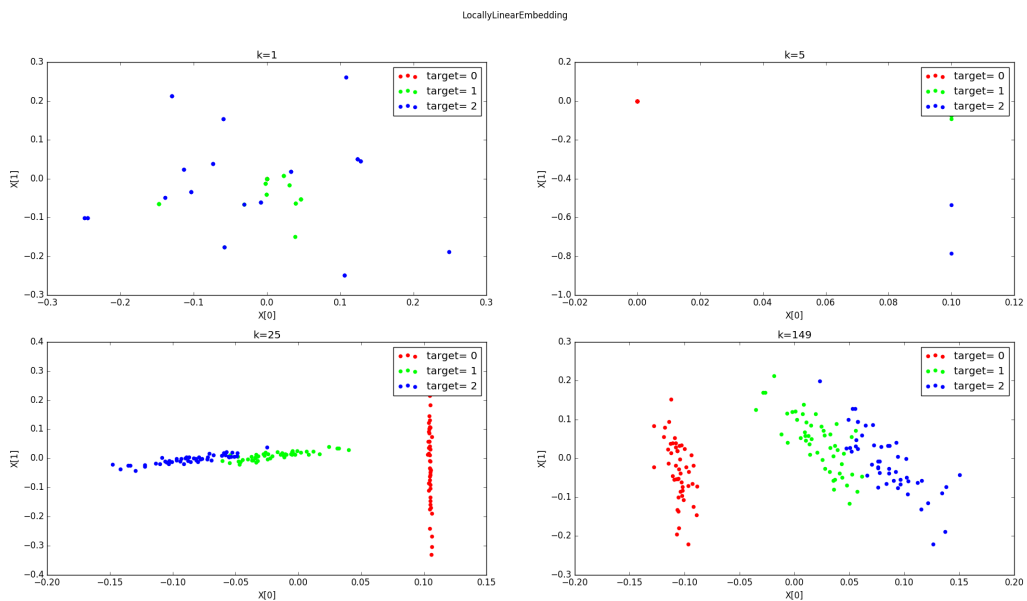 LocallyLinearEmbedding
k=1
0.3
0.2
0.1
0.0
−0.1
−0.2
−0.3
X[1]
−0.3 −0.2 −0.1 0.0 0.1 0.2 0.3
X[0]
target= 0
target= 1
target= 2
k=5
0.2
0.0
−0.2
−0.4
−0.6
−0.8
−1.0
X[1]
−0.02 0.00 0.02 0.04 0.06 0.08 0.10 0.12
X[0]
target= 0
target= 1
target= 2
k=25
0.4
0.3
0.2
0.1
0.0
−0.1
−0.2
−0.3
−0.4
X[1]
−0.20 −0.15 −0.10 −0.05 0.00 0.05 0.10 0.15
X[0]
target= 0
target= 1
target= 2
k=149
0.3
0.2
0.1
0.0
−0.1
−0.2
−0.3
X[1]
−0.20 −0.15 −0.10 −0.05 0.00 0.05 0.10 0.15 0.20
X[0]
target= 0
target= 1
target= 2